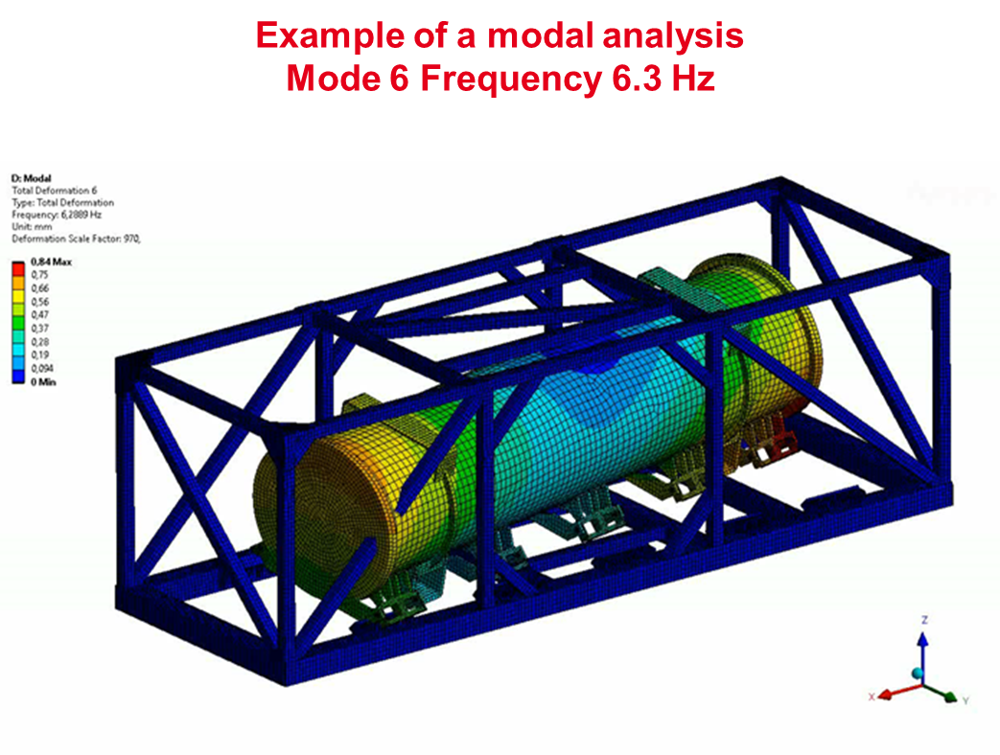 Example of a modal analysis
Mode 6 Frequency 6.3 Hz
D: Modal
Total Deformation 6
Type: Total Deformation
Frequency: 6,2889 Hz
Unit: mm
Deformation Scale Factor: 970,
0,84 Max
0,75
0,66
0,56
0,47
0,37
0,28
0,19
0,094
0 Min
Z
X
Y